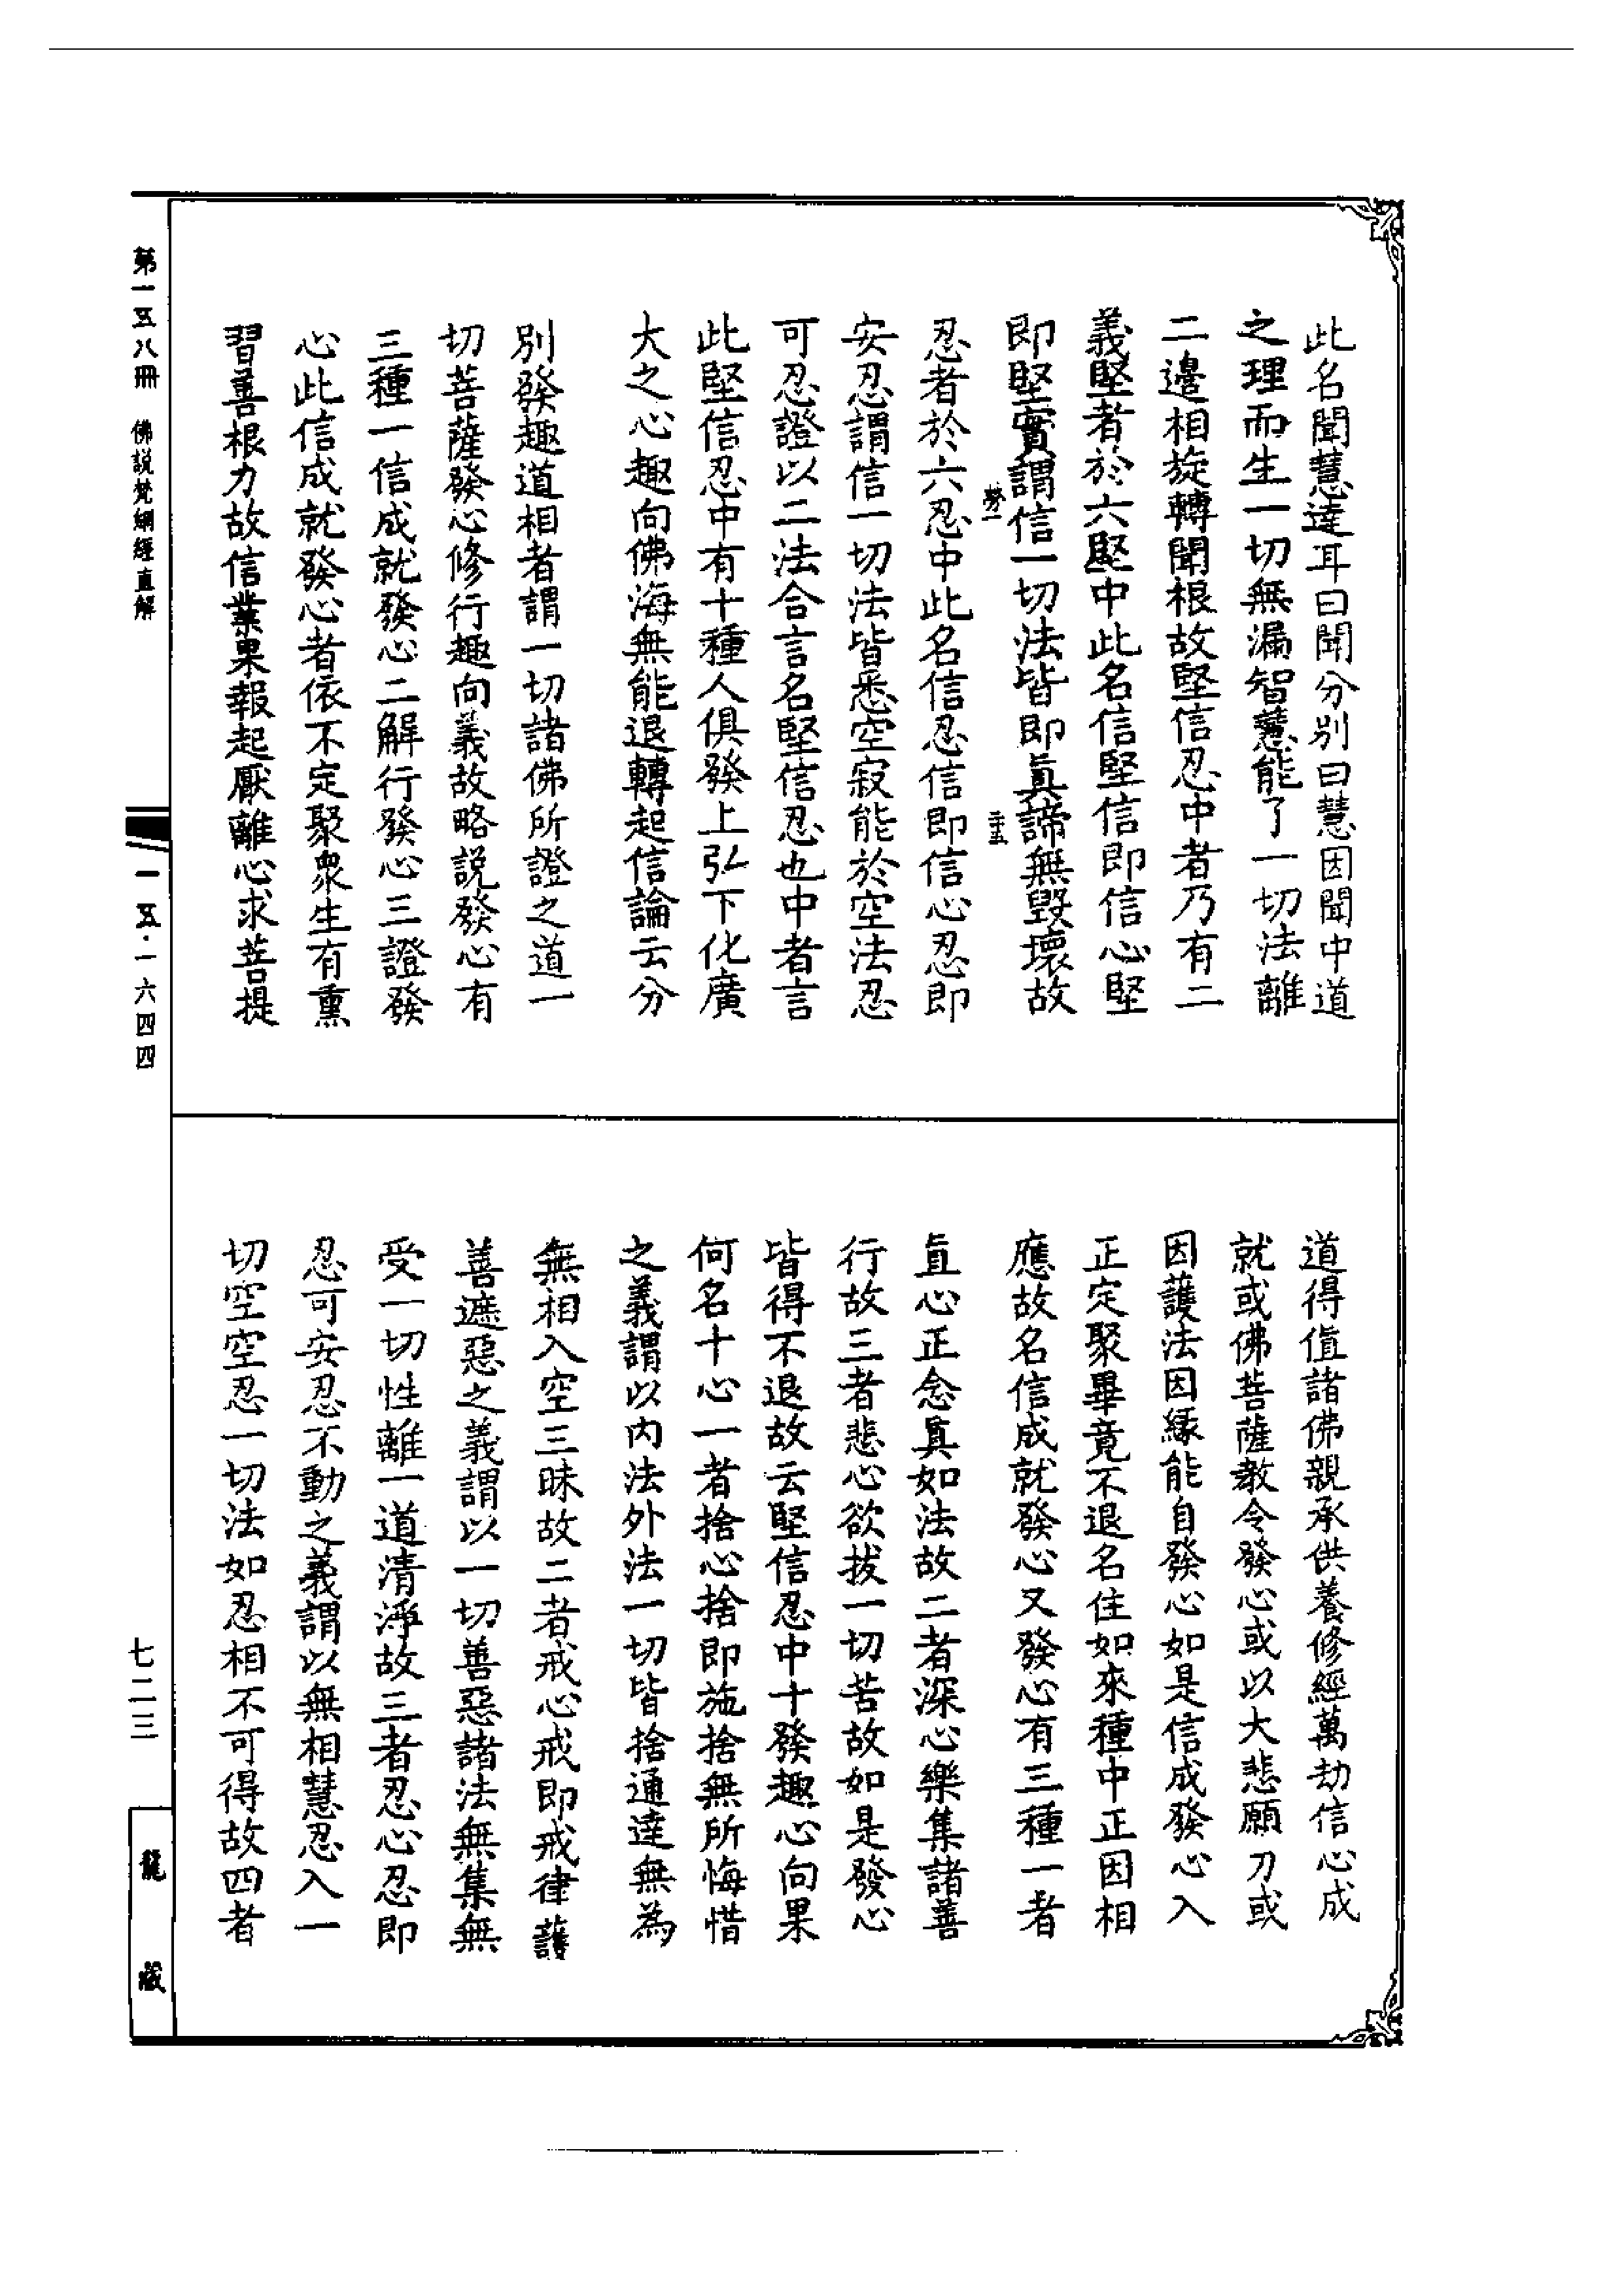 此名聞慧達耳曰聞分別曰慧因聞中道
之理而生一切無漏智慧能了一切法離
二邊相旋轉聞根故堅信忍中者乃有二
義堅者於六堅中此名信堅信即信心堅
即堅實謂信一切法皆即眞諦無毀壞故
忍者於六忍中此名信忍信即信心忍即
安忍謂信一切法皆悉空寂能於空法忍
可忍證以二法合言名堅信忍也中者言
此堅信忍中有十種人俱發上弘下化廣
大之心趣向佛海無能退轉起信論云分
別發趣道相者謂一切諸佛所證之道一
切菩薩發心修行趣向義故略説發心有
三種一信成就發心二解行發心三證發
心此信成就發心者依不定聚衆生有熏
習善根力故信業果報起厭離心求菩提
道得值諸佛親承供養修經萬劫信心成
就或佛菩薩教令發心或以大悲願力或
因護法因緣能自發心如是信成發心入
正定聚畢竟不退名住如來種中正因相
應故名信成就發心又發心有三種一者
直心正念眞如法故二者深心樂集諸善
行故三者悲心欲拔一切苦故如是發心
皆得不退故云堅信忍中十發趣心向果
何名十心一者捨心捨即施捨無所悔惜
之義謂以内法外法一切皆捨通達無為
無相入空三昧故二者戒心戒即戒律護
善遮惡之義謂以一切善惡諸法無集無
受一切性離一道清淨故三者忍心忍即
忍可安忍不動之義謂以無相慧忍入一
切空空忍一切法如忍相不可得故四者
第一五八冊 佛説梵網經直解
一五·一六四四
七二三
龍藏